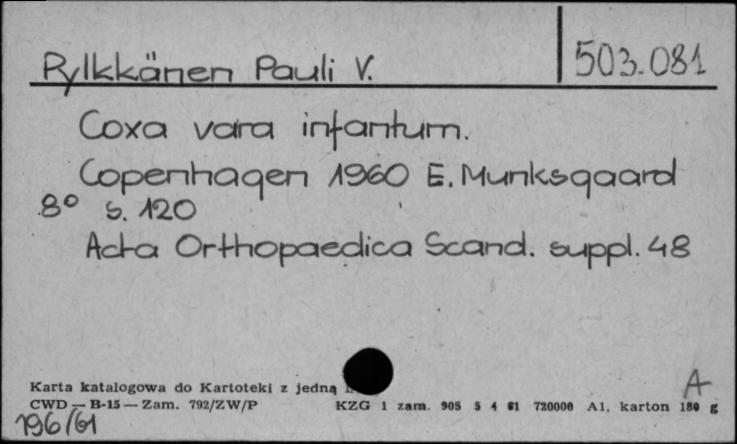 Pylkkänen Pauli V.
503.081
Coxa vara infantum.
Copenhagen 1960 E. Munksgaard
8° s. 120
Acta Orthopaedica Scand. suppl. 48
A
Karta katalogowa do Kartoteki z jedną
CWD — B-15 — Zam. 792/ZW/P KZG 1 zam. 905 5 4 61 720000 A1, karton 180 g
196/61